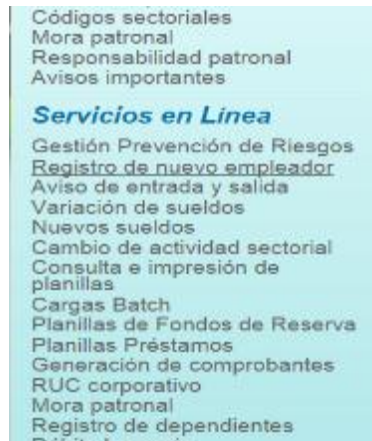 Códigos sectoriales
Mora patronal
Responsabilidad patronal
Avisos importantes
Servicios en Línea
Gestión Prevención de Riesgos
Registro de nuevo empleador
Aviso de entrada y salida
Variación de sueldos
Nuevos sueldos
Cambio de actividad sectorial
Consulta e impresión de
planillas
Cargas Batch
Planillas de Fondos de Reserva
Planillas Préstamos
Generación de comprobantes
RUC corporativo
Mora patronal
Registro de dependientes